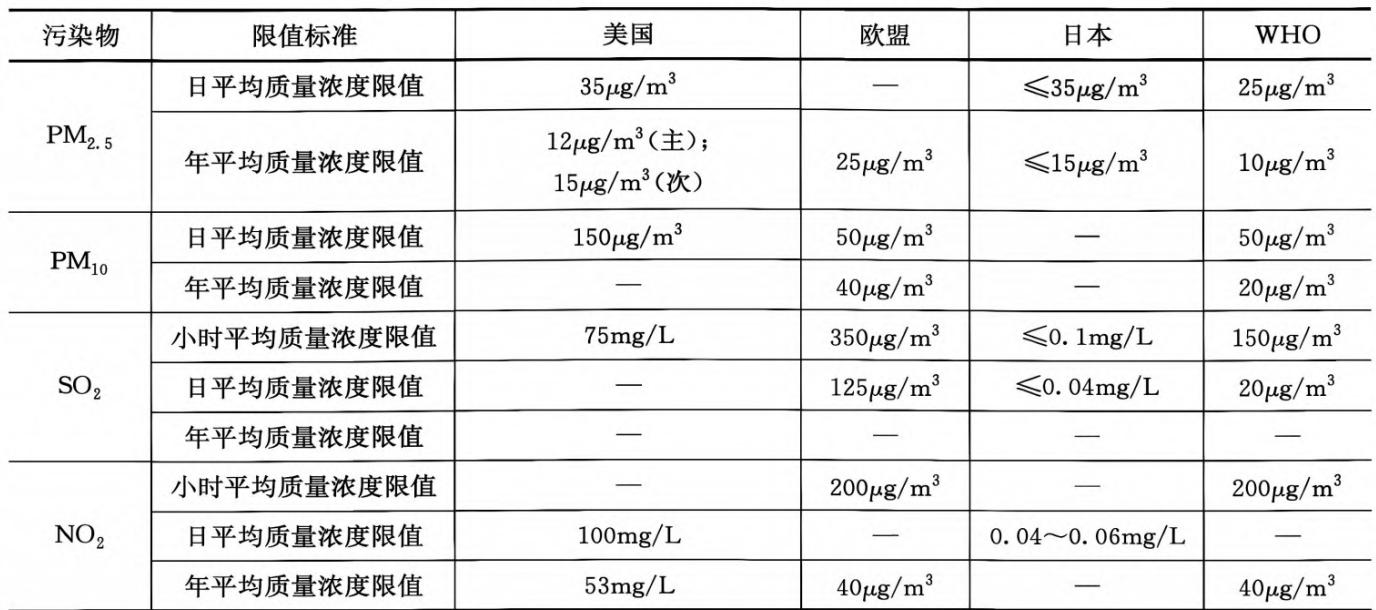 污染物 限值标准 美国 欧盟 日本 WHO
日平均质量浓度限值 35μg/m³ — ≤35μg/m³ 25μg/m³
PM₂.₅
年平均质量浓度限值 12μg/m³(主); 25μg/m³ ≤15μg/m³ 10μg/m³
15μg/m³(次)
日平均质量浓度限值 150μg/m³ 50μg/m³ — 50μg/m³
PM₁₀
年平均质量浓度限值 — 40μg/m³ — 20μg/m³
小时平均质量浓度限值 75mg/L 350μg/m³ ≤0.1mg/L 150μg/m³
SO₂ 日平均质量浓度限值 — 125μg/m³ ≤0.04mg/L 20μg/m³
年平均质量浓度限值 — — — —
小时平均质量浓度限值 — 200μg/m³ — 200μg/m³
NO₂ 日平均质量浓度限值 100mg/L — 0.04～0.06mg/L —
年平均质量浓度限值 53mg/L 40μg/m³ — 40μg/m³